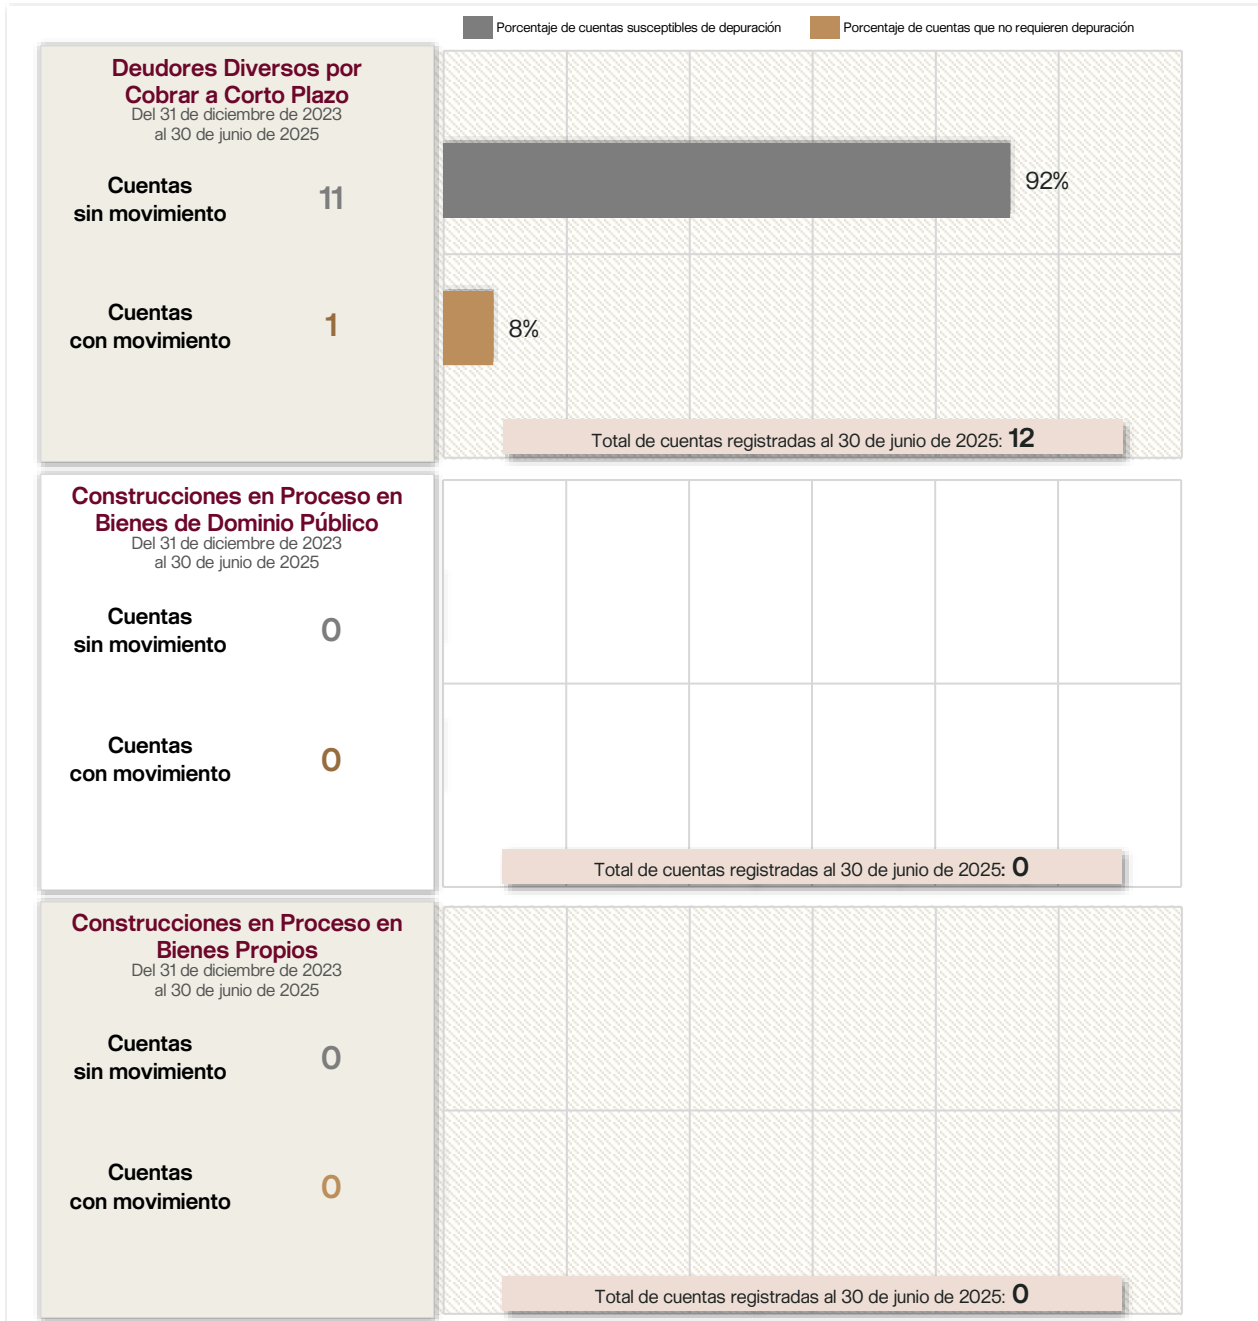 Porcentaje de cuentas susceptibles de depuración
Porcentaje de cuentas que no requieren depuración
Deudores Diversos por
Cobrar a Corto Plazo
Del 31 de diciembre de 2023
al 30 de junio de 2025
Cuentas
sin movimiento
11
92%
Cuentas
con movimiento
1
8%
Total de cuentas registradas al 30 de junio de 2025: 12
Construcciones en Proceso en
Bienes de Dominio Público
Del 31 de diciembre de 2023
al 30 de junio de 2025
Cuentas
sin movimiento
0
Cuentas
con movimiento
0
Total de cuentas registradas al 30 de junio de 2025: 0
Construcciones en Proceso en
Bienes Propios
Del 31 de diciembre de 2023
al 30 de junio de 2025
Cuentas
sin movimiento
0
Cuentas
con movimiento
0
Total de cuentas registradas al 30 de junio de 2025: 0